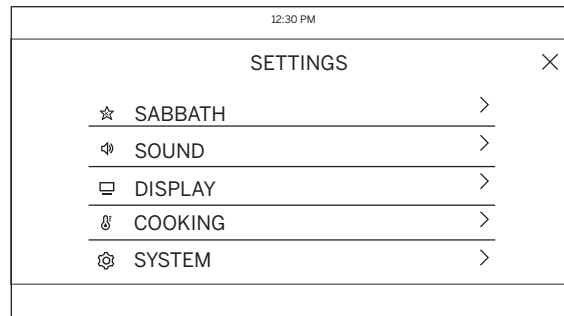 12:30 PM
SETTINGS
SABBATH
SOUND
DISPLAY
COOKING
SYSTEM